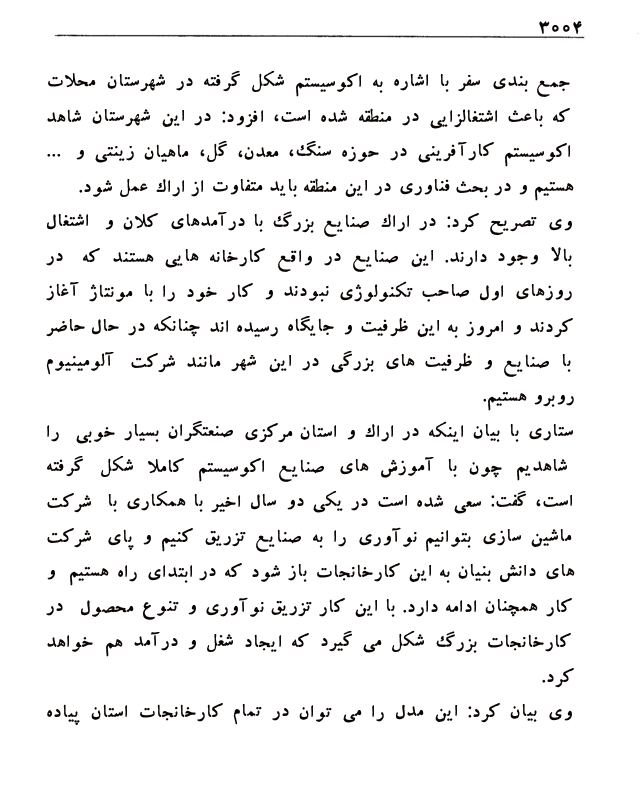 ۳۰۰۴
جمع بندی سفر با اشاره به اکوسیستم شکل گرفته در شهرستان محلات
که باعث اشتغالزایی در منطقه شده است، افزود: در این شهرستان شاهد
اکوسیستم کارآفرینی در حوزه سنگ، معدن، گل، ماهیان زینتی و ...
هستیم و در بحث فناوری در این منطقه باید متفاوت از اراك عمل شود.
وی تصریح کرد: در اراك صنایع بزرگ با درآمدهای کلان و اشتغال
بالا وجود دارند. این صنایع در واقع کارخانه هایی هستند که در
روزهای اول صاحب تکنولوژی نبودند و کار خود را با مونتاژ آغاز
کردند و امروز به این ظرفیت و جایگاه رسیده اند چنانکه در حال حاضر
با صنایع و ظرفیت های بزرگی در این شهر مانند شرکت آلومینیوم
روبرو هستیم.
ستاری با بیان اینکه در اراك و استان مرکزی صنعتگران بسیار خوبی را
شاهدیم چون با آموزش های صنایع اکوسیستم کاملا شکل گرفته
است، گفت: سعی شده است در یکی دو سال اخیر با همکاری با شرکت
ماشین سازی بتوانیم نوآوری را به صنایع تزریق کنیم و پای شرکت
های دانش بنیان به این کارخانجات باز شود که در ابتدای راه هستیم و
کار همچنان ادامه دارد. با این کار تزریق نوآوری و تنوع محصول در
کارخانجات بزرگ شکل می گیرد که ایجاد شغل و درآمد هم خواهد
کرد.
وی بیان کرد: این مدل را می توان در تمام کارخانجات استان پیاده